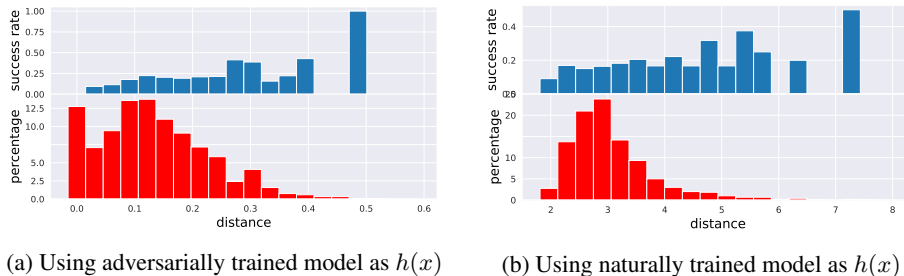 success rate
1.00
0.75
0.50
0.25
0.00
percentage
12.5
10.0
5.0
2.5
0.0
0.0 0.1 0.2 0.3 0.4 0.5 0.6
distance
(a) Using adversarially trained model as h(x)
success rate
0.4
0.2
percentage
20
15
5
0
2 3 4 5 6 7 8
distance
(b) Using naturally trained model as h(x)